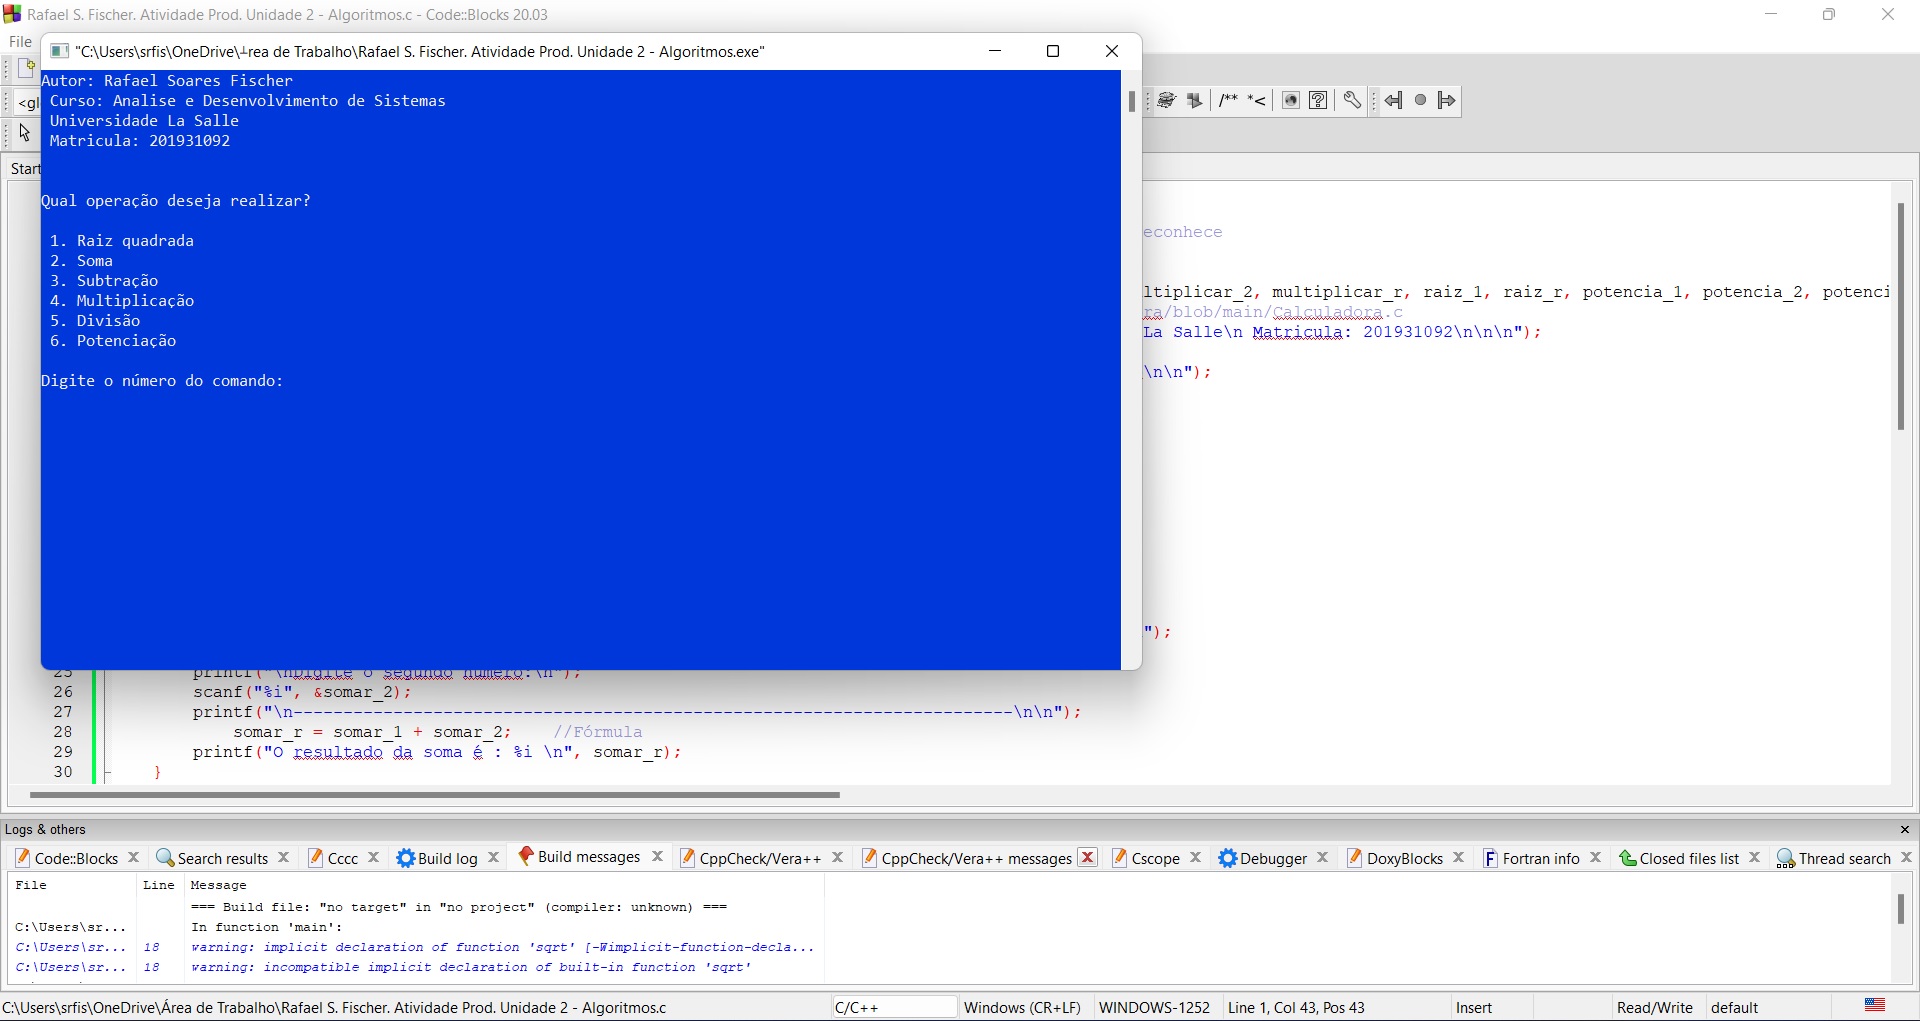 Rafael S. Fischer. Atividade Prod. Unidade 2 - Algoritmos.c - Code::Blocks 20.03
File
"C:\Users\srfis\OneDrive\┴rea de Trabalho\Rafael S. Fischer. Atividade Prod. Unidade 2 - Algoritmos.exe"
Autor: Rafael Soares Fischer
Curso: Analise e Desenvolvimento de Sistemas
Universidade La Salle
Matricula: 201931092
Qual operação deseja realizar?
1. Raiz quadrada
2. Soma
3. Subtração
4. Multiplicação
5. Divisão
6. Potenciação
Digite o número do comando:
<gl
/** *<
Start
econhece
ltiplicar_2, multiplicar_r, raiz_1, raiz_r, potencia_1, potencia_2, potenci
ra/blob/main/Calculadora.c
La Salle\n Matricula: 201931092\n\n\n");
\n\n");
");
25 printf("\nDigite o segundo número:\n");
26 scanf("%i", &somar_2);
27 printf("\n------------------------------------------------------------------------\n\n");
28 somar_r = somar_1 + somar_2; //Fórmula
29 printf("O resultado da soma é : %i \n", somar_r);
30 }
Logs & others
Code::Blocks Search results Cccc Build log Build messages CppCheck/Vera++ CppCheck/Vera++ messages Cscope Debugger DoxyBlocks Fortran info Closed files list Thread search
File Line Message
=== Build file: "no target" in "no project" (compiler: unknown) ===
C:\Users\sr... In function 'main':
C:\Users\sr... 18 warning: implicit declaration of function 'sqrt' [-Wimplicit-function-decla...
C:\Users\sr... 18 warning: incompatible implicit declaration of built-in function 'sqrt'
C:\Users\srfis\OneDrive\Área de Trabalho\Rafael S. Fischer. Atividade Prod. Unidade 2 - Algoritmos.c C/C++ Windows (CR+LF) WINDOWS-1252 Line 1, Col 43, Pos 43 Insert Read/Write default